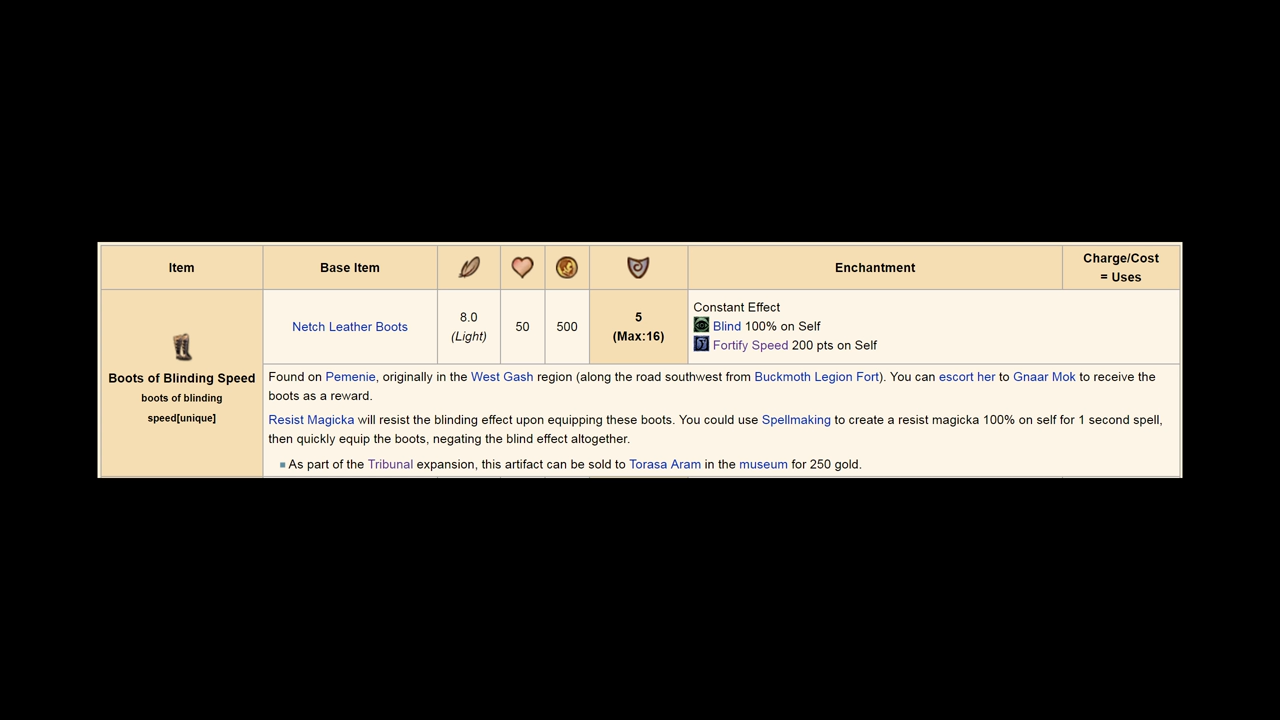 Item
Base Item
Enchantment
Charge/Cost
= Uses
Boots of Blinding Speed
boots of blinding
speed[unique]
Netch Leather Boots
8.0
(Light)
50
500
5
(Max:16)
Constant Effect
Blind 100% on Self
Fortify Speed 200 pts on Self
Found on Pemenie, originally in the West Gash region (along the road southwest from Buckmoth Legion Fort). You can escort her to Gnaar Mok to receive the
boots as a reward.
Resist Magicka will resist the blinding effect upon equipping these boots. You could use Spellmaking to create a resist magicka 100% on self for 1 second spell,
then quickly equip the boots, negating the blind effect altogether.
As part of the Tribunal expansion, this artifact can be sold to Torasa Aram in the museum for 250 gold.